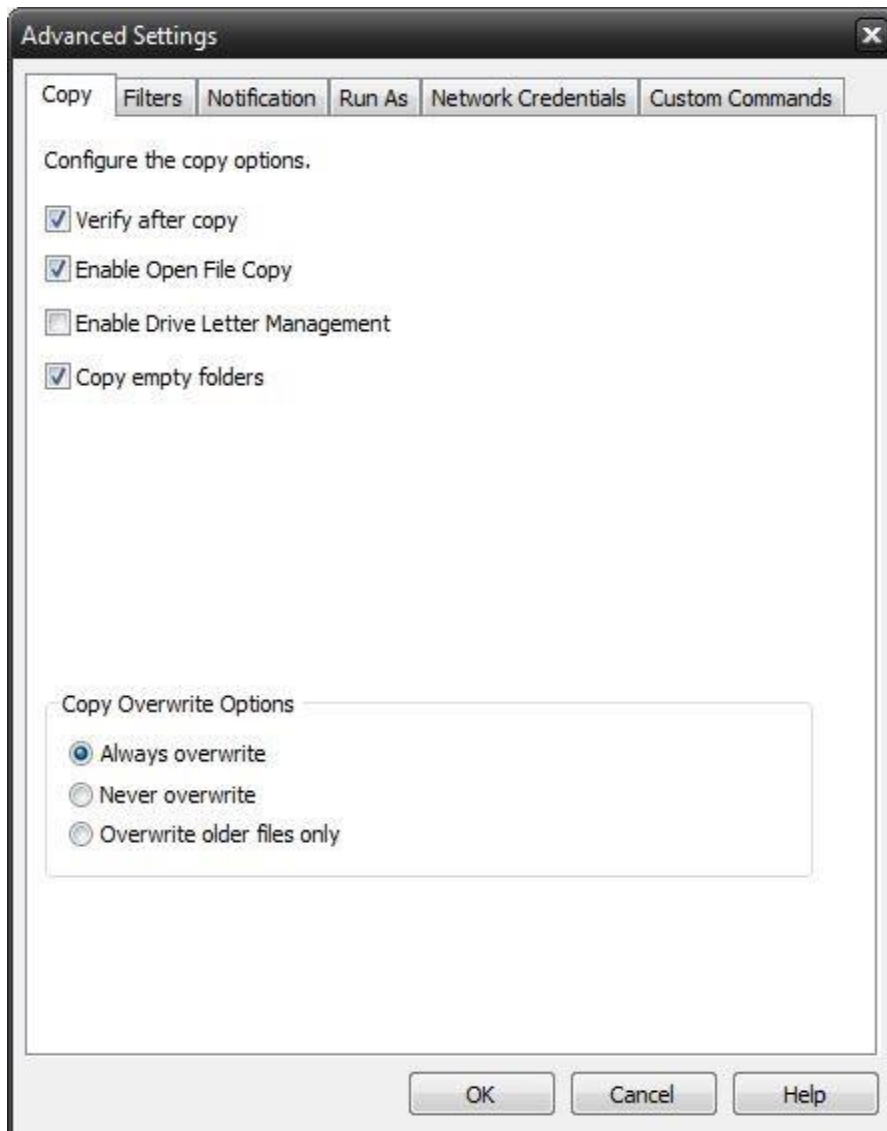 Advanced Settings
Copy Filters Notification Run As Network Credentials Custom Commands
Configure the copy options.
Verify after copy
Enable Open File Copy
Enable Drive Letter Management
Copy empty folders
Copy Overwrite Options
Always overwrite
Never overwrite
Overwrite older files only
OK Cancel Help